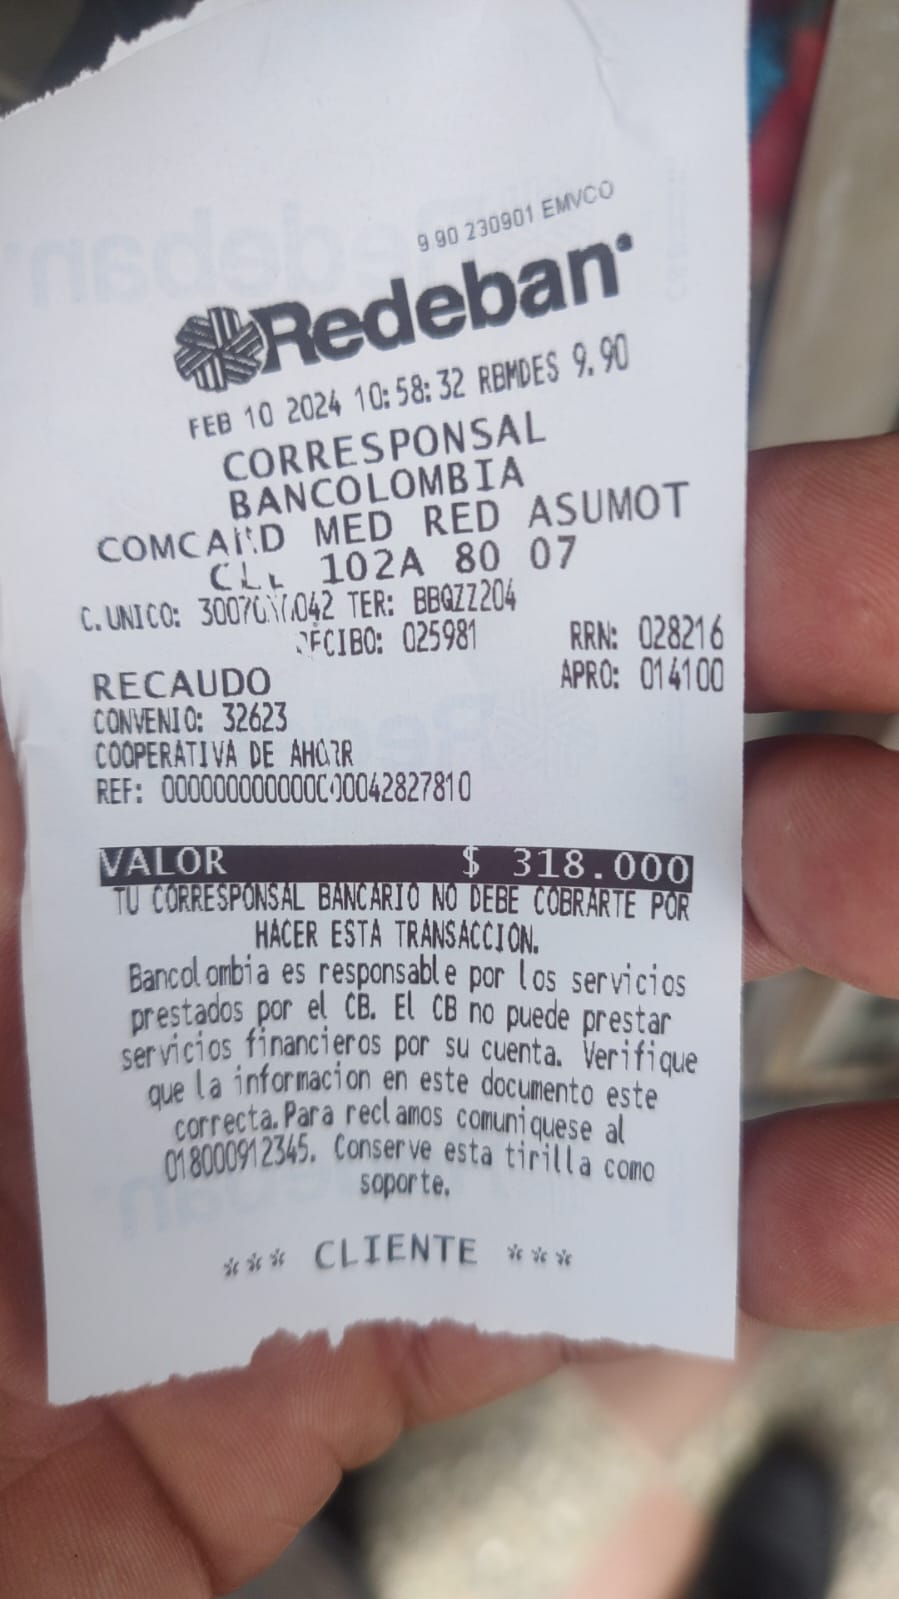 9 90 230901 EMVCO
Redeban
FEB 10 2024 10:58:32 RBMDES 9.90
CORRESPONSAL
BANCOLOMBIA
MED RED ASUMOT
102A 80 07
C.UNICO: TER: BBQZZ204
RECIBO: 025981 RRN: 028216
RECAUDO APRO: 014100
CONVENIO: 32623
COOPERATIVA DE AHORR
REF:
VALOR $ 318.000
TU CORRESPONSAL BANCARIO NO DEBE COBRARTE POR
HACER ESTA TRANSACCION.
Bancolombia es responsable por los servicios
prestados por el CB. El CB no puede prestar
servicios financieros por su cuenta. Verifique
que la informacion en este documento este
correcta.Para reclamos comuniquese al
018000912345. Conserve esta tirilla como
soporte.
*** CLIENTE ***